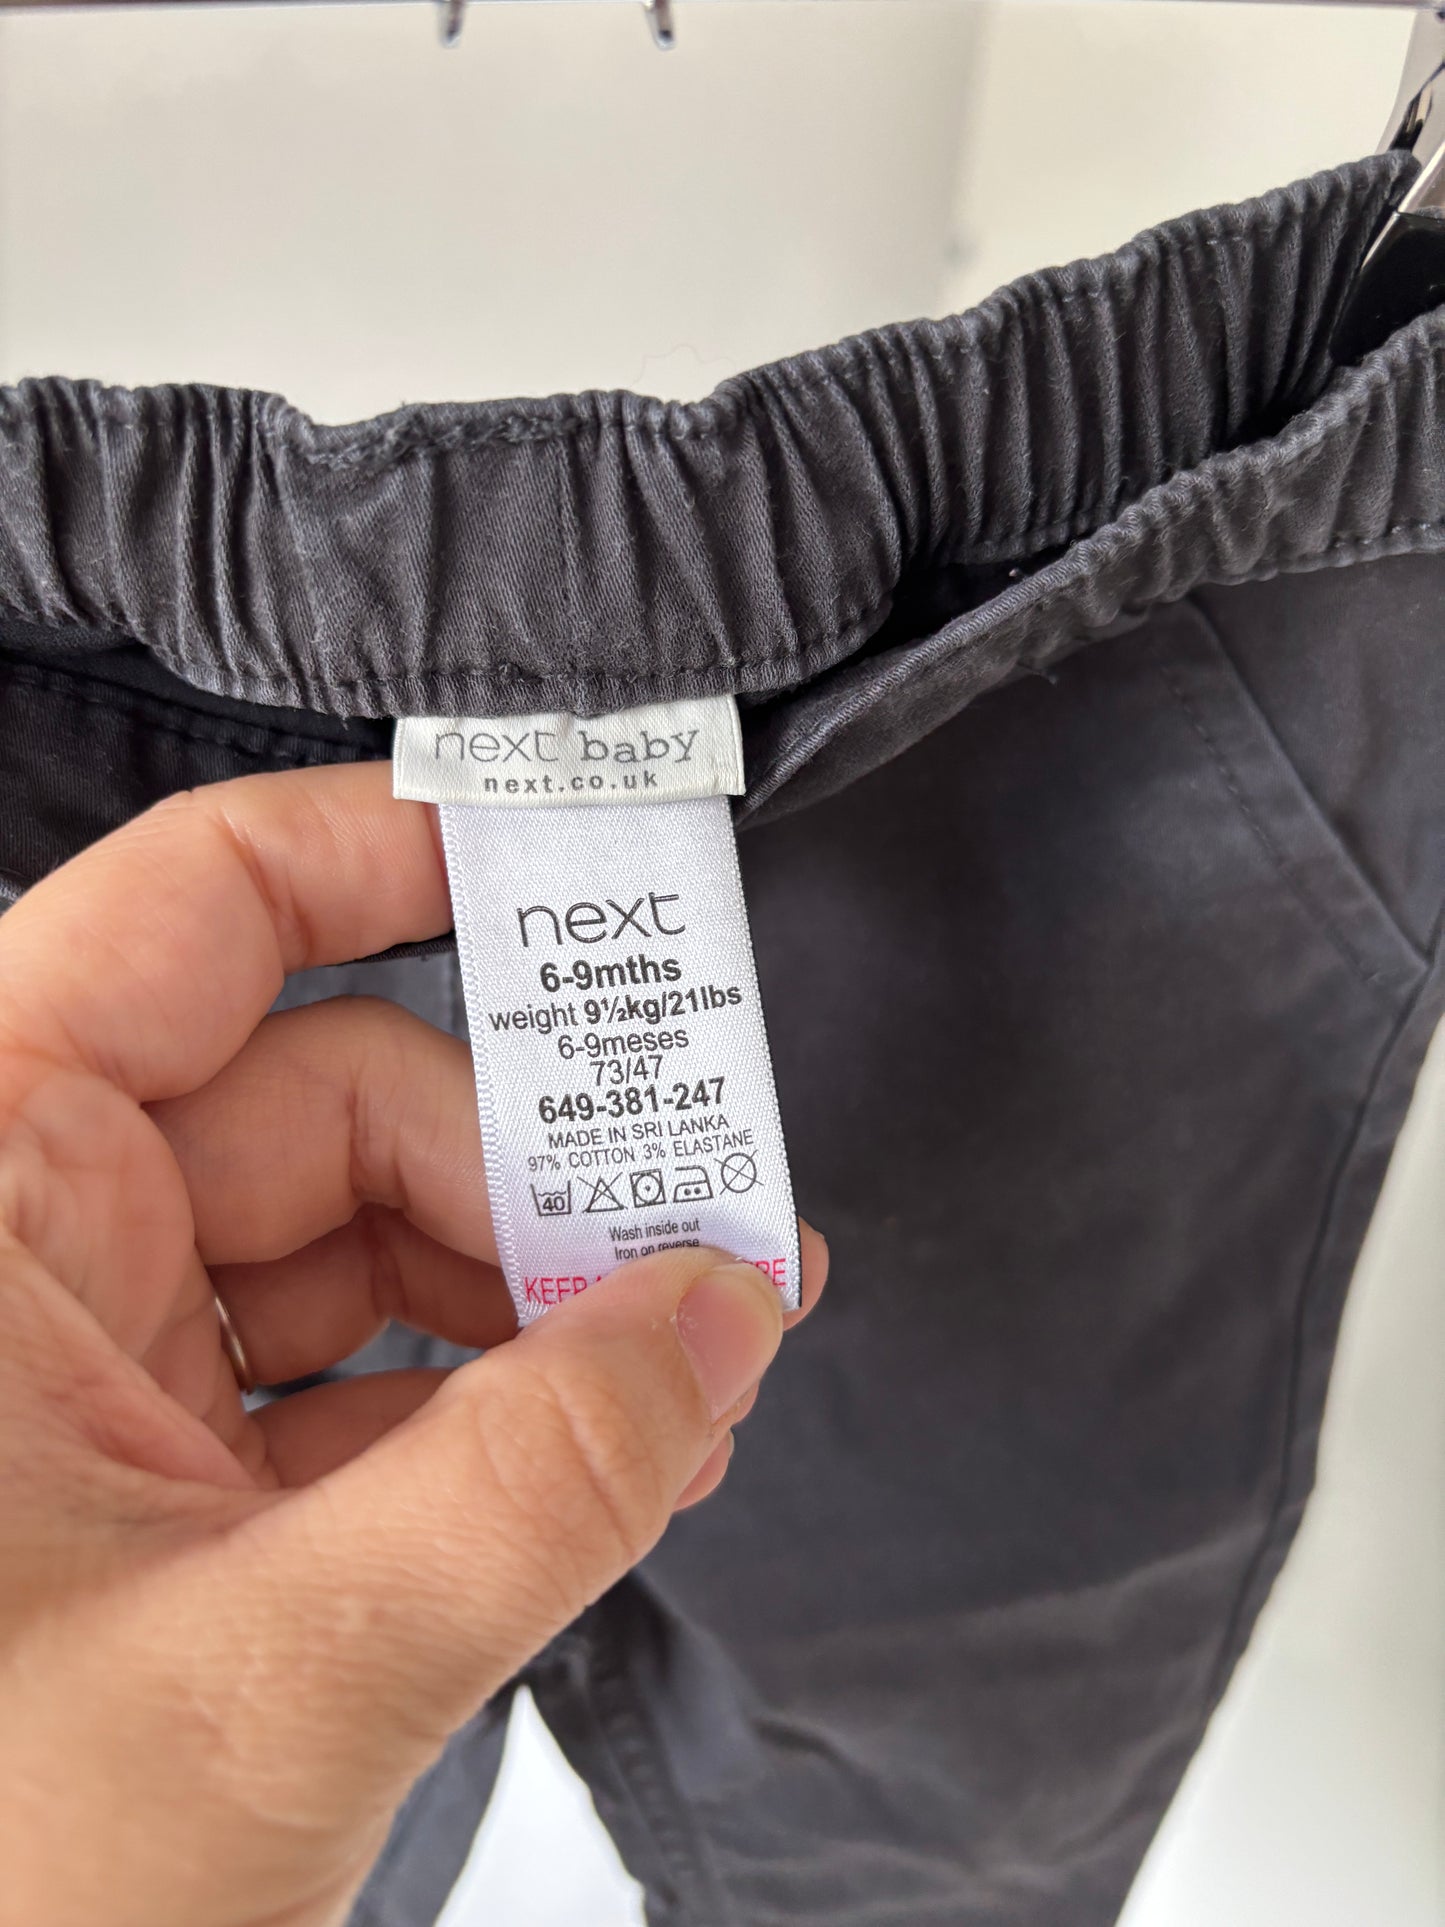 next baby
next.co.uk
next
6-9mths
weight 9½kg/21lbs
6-9meses
73/47
649-381-247
MADE IN SRI LANKA
97% COTTON 3% ELASTANE
40
Wash inside out
Iron on reverse
KEEP